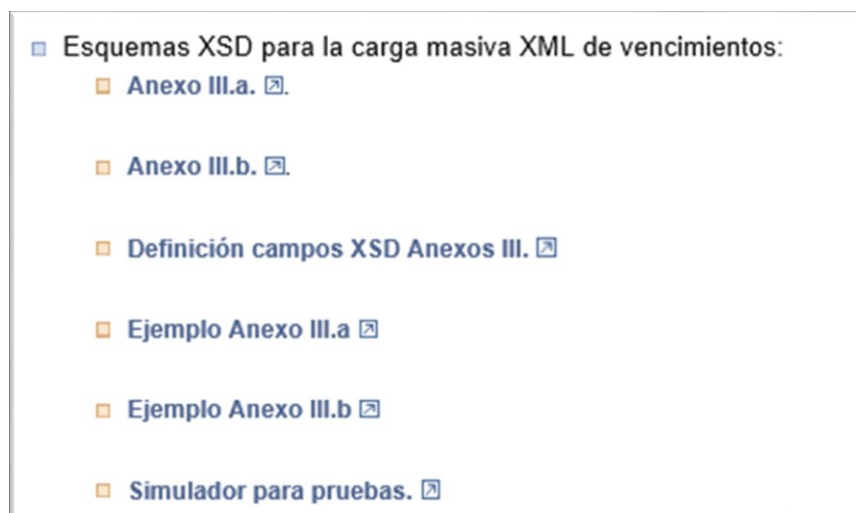 Esquemas XSD para la carga masiva XML de vencimientos:
Anexo III.a. .
Anexo III.b. .
Definición campos XSD Anexos III.
Ejemplo Anexo III.a
Ejemplo Anexo III.b
Simulador para pruebas.